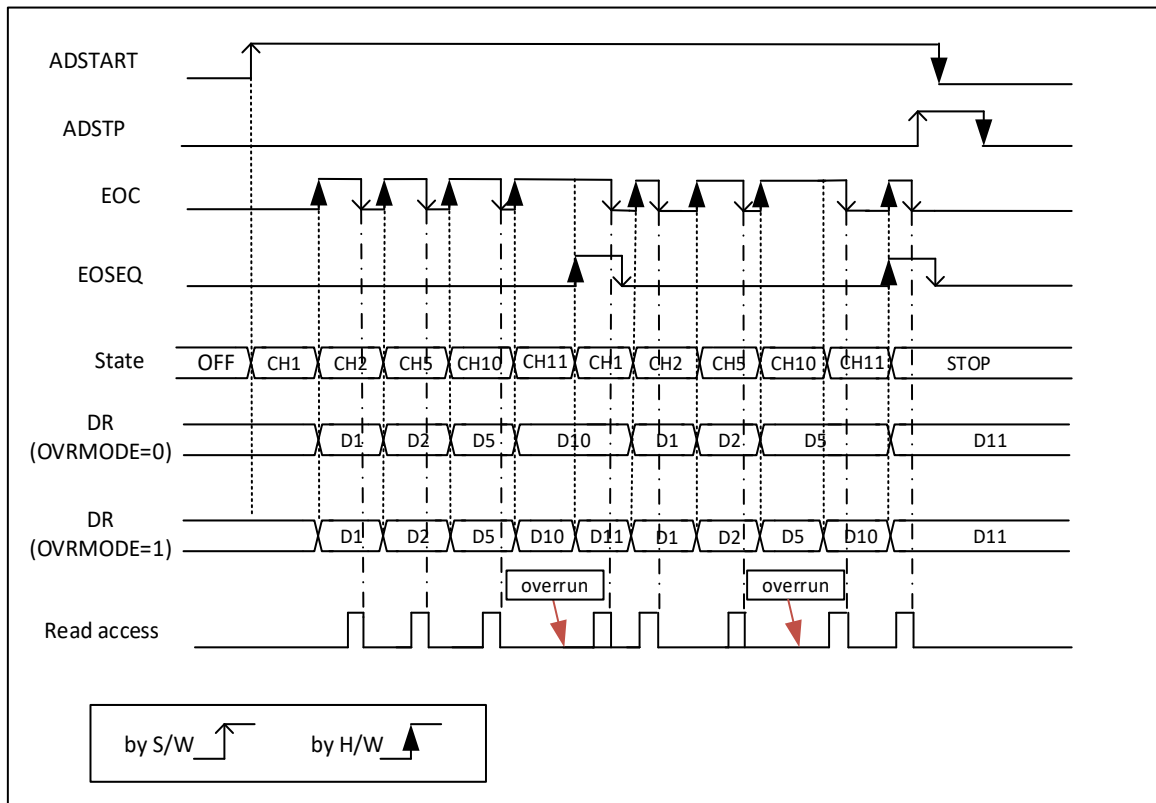 ADSTART
ADSTP
EOC
EOSEQ
State OFF CH1 CH2 CH5 CH10 CH11 CH1 CH2 CH5 CH10 CH11 STOP
DR
(OVRMODE=0) D1 D2 D5 D10 D1 D2 D5 D11
DR
(OVRMODE=1) D1 D2 D5 D10 D11 D1 D2 D5 D10 D11
overrun overrun
Read access
by S/W by H/W